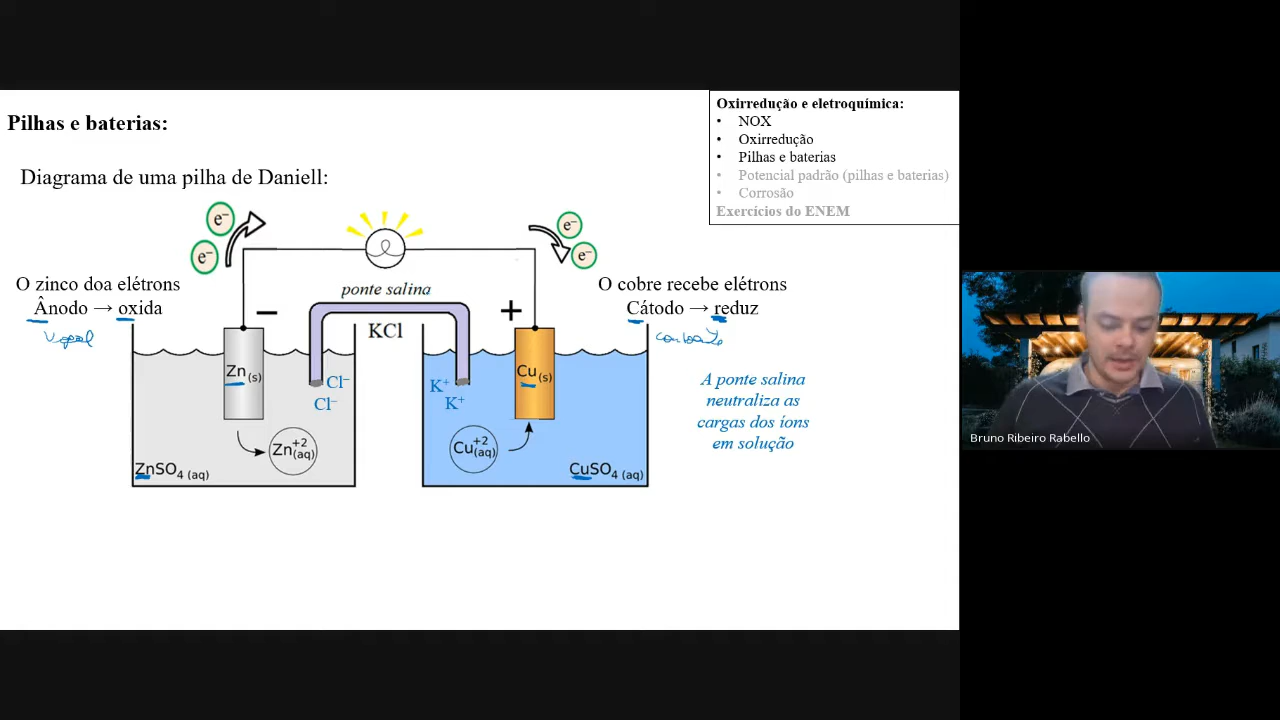 Pilhas e baterias:
Oxirredução e eletroquímica:
• NOX
• Oxirredução
• Pilhas e baterias
• Potencial padrão (pilhas e baterias)
• Corrosão
Exercícios do ENEM
Diagrama de uma pilha de Daniell:
e⁻
e⁻
e⁻
e⁻
O zinco doa elétrons
Ânodo → oxida
vogal
O cobre recebe elétrons
Cátodo → reduz
consoante
ponte salina
−
+
KCl
Zn(s)
Cl⁻
Cl⁻
K⁺
K⁺
Cu(s)
Zn+2(aq)
Cu+2(aq)
ZnSO4 (aq)
CuSO4 (aq)
A ponte salina
neutraliza as
cargas dos íons
em solução
Bruno Ribeiro Rabello